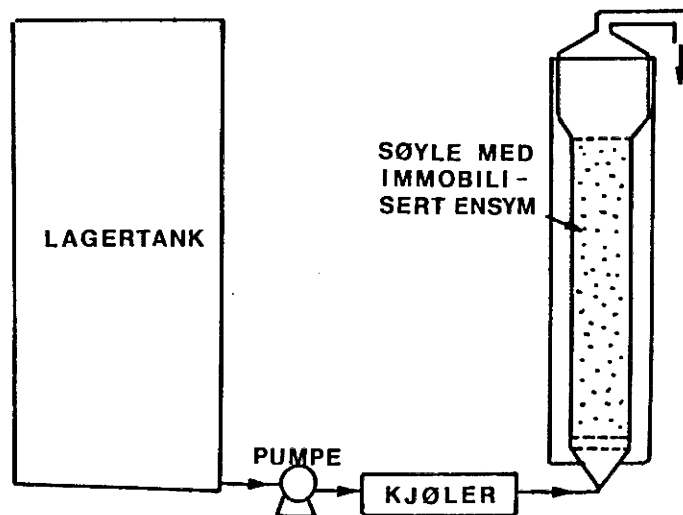 SØYLE MED
IMMOBILI-
SERT ENSYM
LAGERTANK
PUMPE
KJØLER